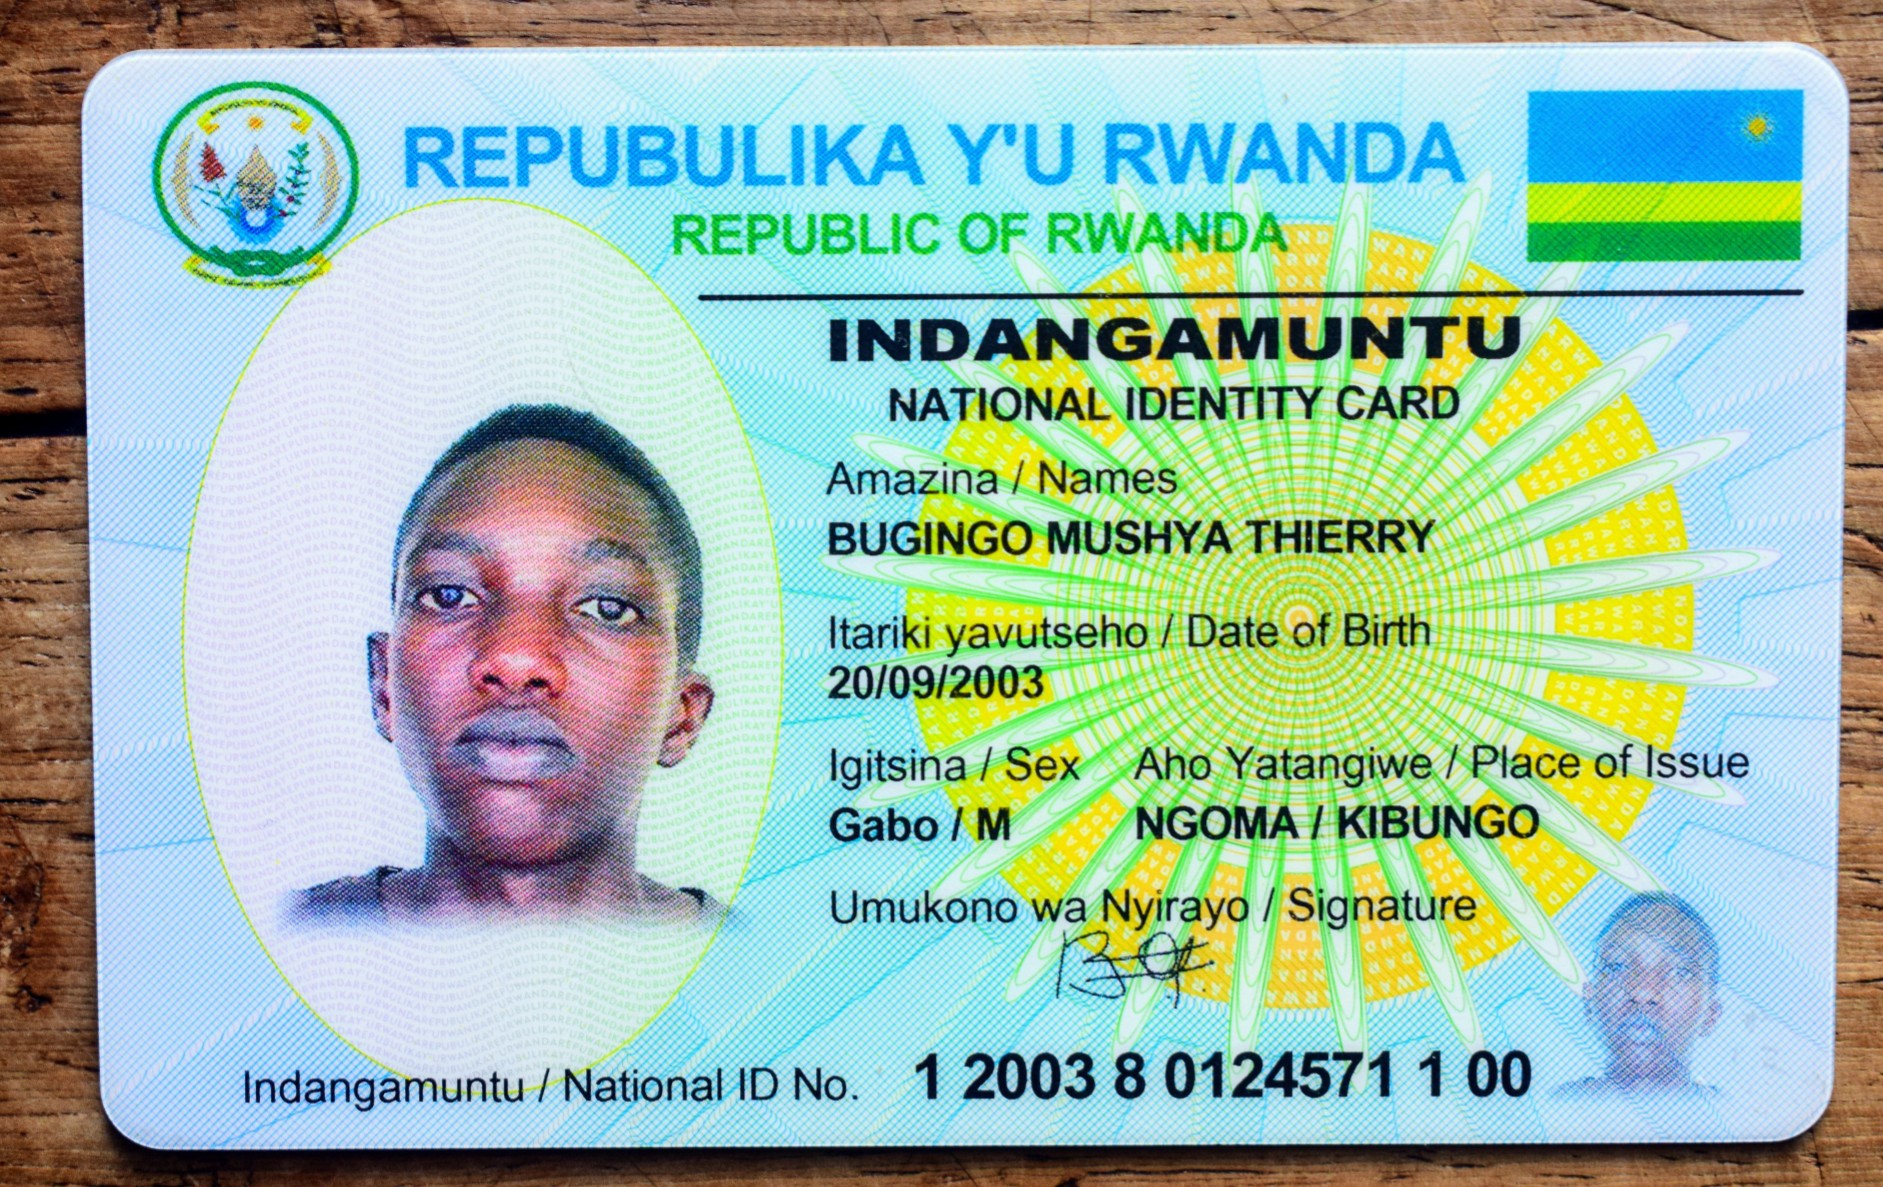 REPUBULIKA Y'U RWANDA
REPUBLIC OF RWANDA
INDANGAMUNTU
NATIONAL IDENTITY CARD
Amazina / Names
BUGINGO MUSHYA THIERRY
Itariki yavutseho / Date of Birth
20/09/2003
Igitsina / Sex Aho Yatangiwe / Place of Issue
Gabo / M NGOMA / KIBUNGO
Umukono wa Nyirayo / Signature
Indangamuntu / National ID No. 1 2003 8 0124571 1 00